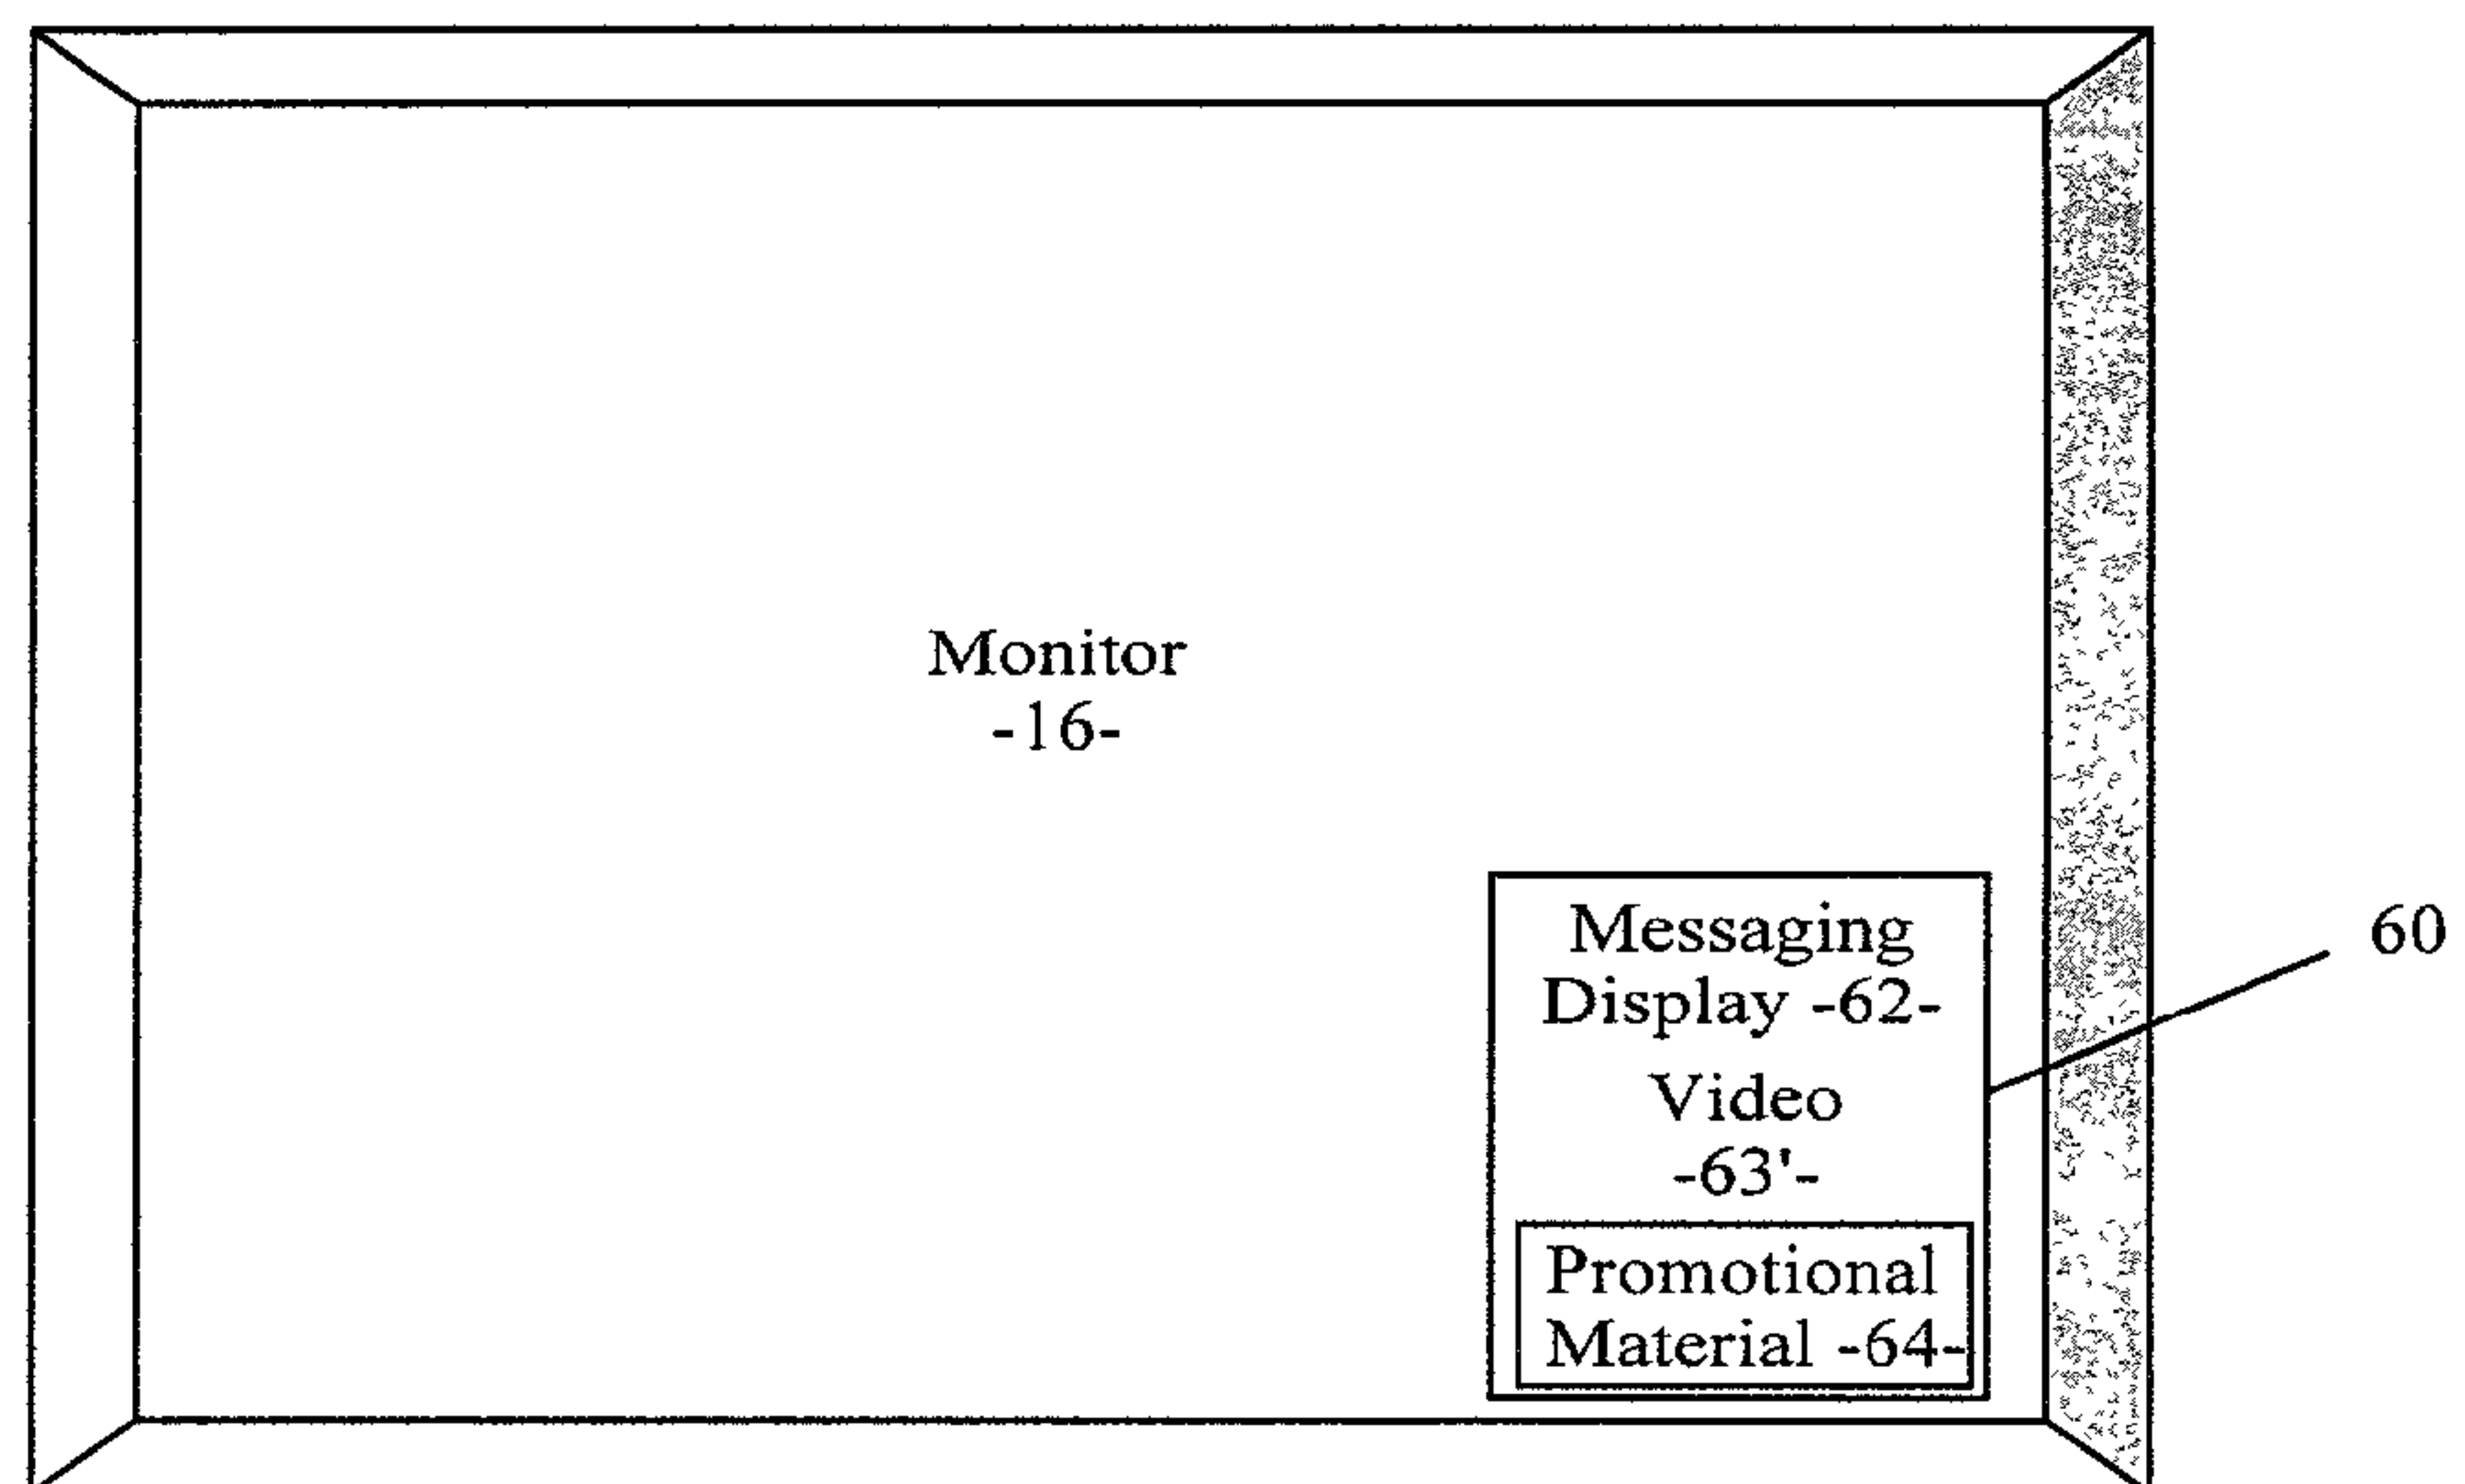 Monitor
-16-
Messaging
Display -62-
Video
-63'-
Promotional
Material -64-
60